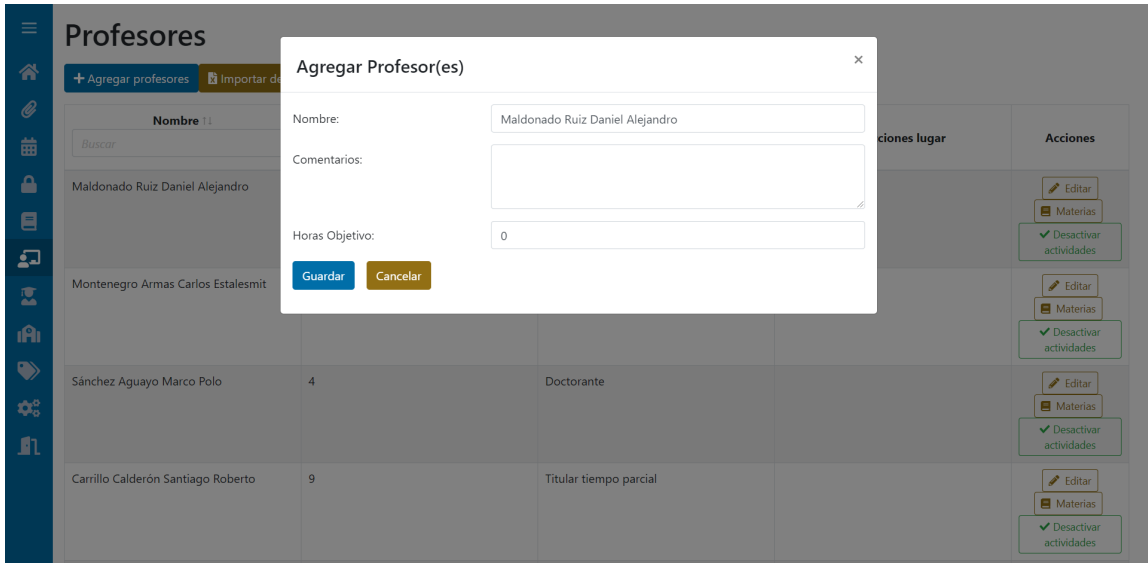 Profesores
Agregar profesores
Importar de
Nombre
Buscar
ciones lugar
Acciones
Agregar Profesor(es)
×
Nombre:
Maldonado Ruiz Daniel Alejandro
Comentarios:
Horas Objetivo:
0
Guardar
Cancelar
Maldonado Ruiz Daniel Alejandro
Editar
Materias
Desactivar
actividades
Montenegro Armas Carlos Estalesmit
Editar
Materias
Desactivar
actividades
Sánchez Aguayo Marco Polo
4
Doctorante
Editar
Materias
Desactivar
actividades
Carrillo Calderón Santiago Roberto
9
Titular tiempo parcial
Editar
Materias
Desactivar
actividades